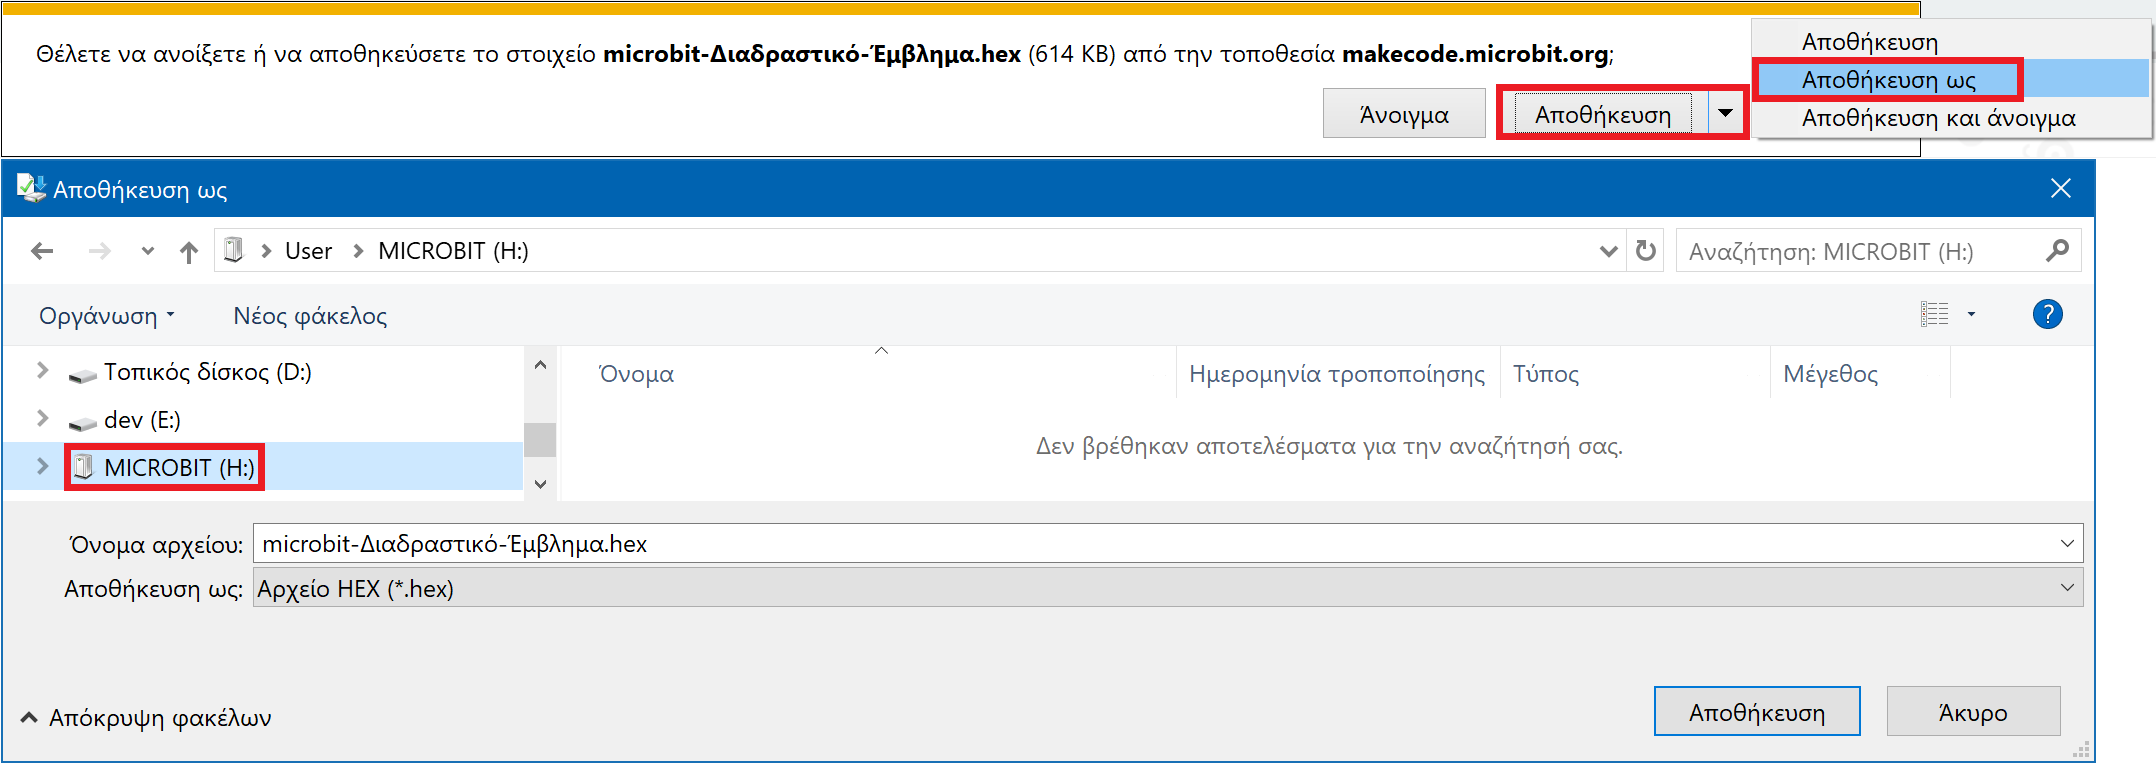 Θέλετε να ανοίξετε ή να αποθηκεύσετε το στοιχείο microbit-Διαδραστικό-Έμβλημα.hex (614 KB) από την τοποθεσία makecode.microbit.org;
Άνοιγμα
Αποθήκευση
Αποθήκευση
Αποθήκευση ως
Αποθήκευση και άνοιγμα
Αποθήκευση ως
User
MICROBIT (H:)
Αναζήτηση: MICROBIT (H:)
Οργάνωση
Νέος φάκελος
?
Τοπικός δίσκος (D:)
dev (E:)
MICROBIT (H:)
Όνομα
Ημερομηνία τροποποίησης
Τύπος
Μέγεθος
Δεν βρέθηκαν αποτελέσματα για την αναζήτησή σας.
Όνομα αρχείου: microbit-Διαδραστικό-Έμβλημα.hex
Αποθήκευση ως: Αρχείο HEX (*.hex)
Απόκρυψη φακέλων
Αποθήκευση
Άκυρο